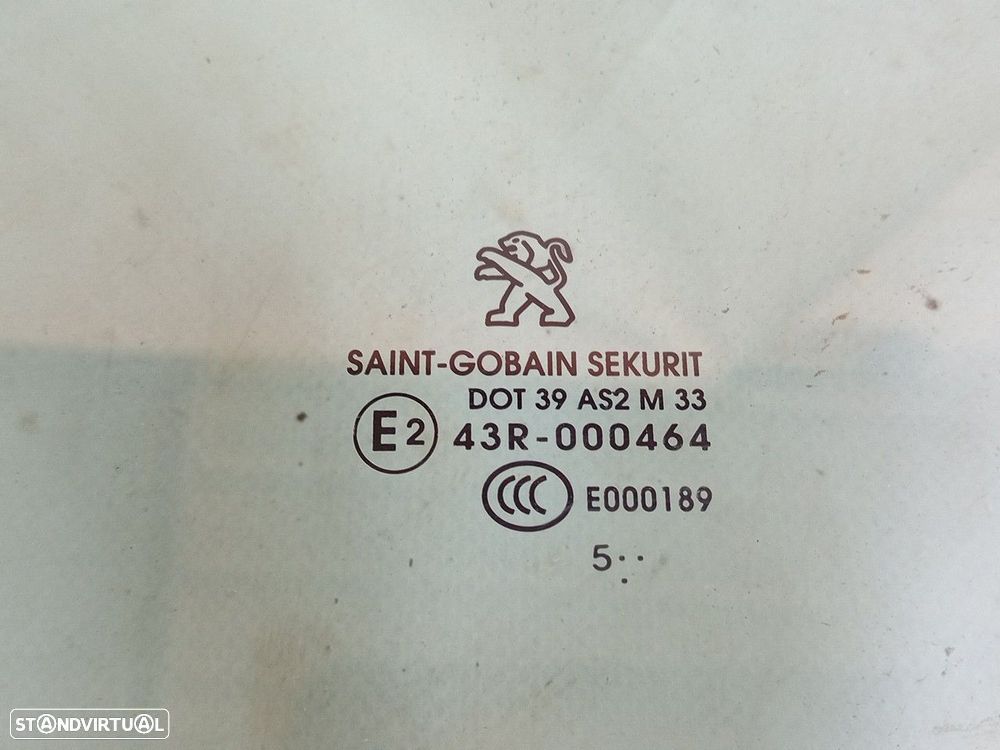 SAINT-GOBAIN SEKURIT
DOT 39 AS2 M 33
E2 43R-000464
CCC E000189
5··.
STANDVIRTUAL